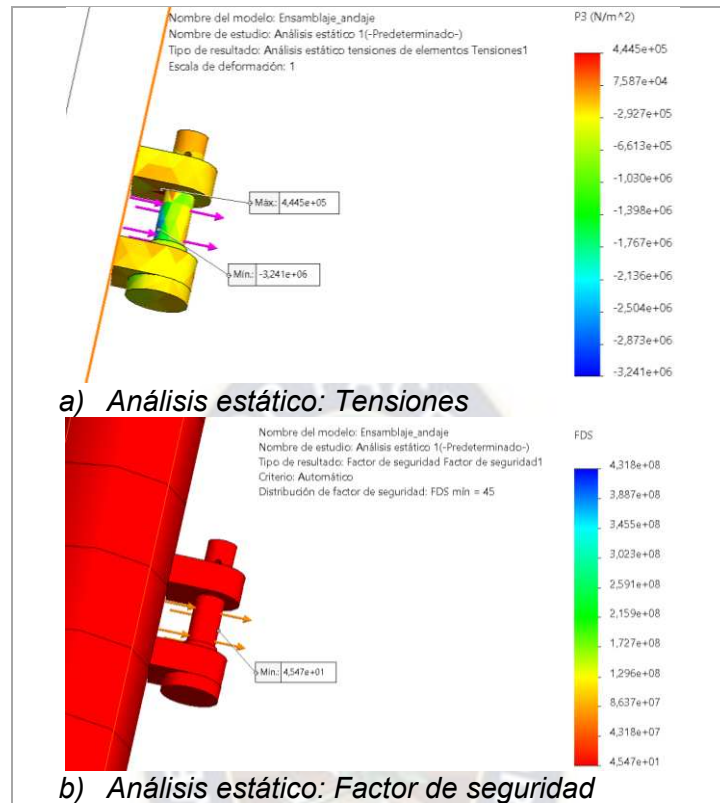 Nombre del modelo: Ensamblaje_andaje
Nombre de estudio: Análisis estático 1(-Predeterminado-)
Tipo de resultado: Análisis estático tensiones de elementos Tensiones1
Escala de deformación: 1
P3 (N/m^2)
4,445e+05
7,587e+04
-2,927e+05
-6,613e+05
-1,030e+06
-1,398e+06
-1,767e+06
-2,136e+06
-2,504e+06
-2,873e+06
-3,241e+06
Máx.: 4,445e+05
Mín.: -3,241e+06
a) Análisis estático: Tensiones
Nombre del modelo: Ensamblaje_andaje
Nombre de estudio: Análisis estático 1(-Predeterminado-)
Tipo de resultado: Factor de seguridad Factor de seguridad1
Criterio: Automático
Distribución de factor de seguridad: FDS mín = 45
FDS
4,318e+08
3,887e+08
3,455e+08
3,023e+08
2,591e+08
2,159e+08
1,727e+08
1,296e+08
8,637e+07
4,318e+07
4,547e+01
Mín.: 4,547e+01
b) Análisis estático: Factor de seguridad